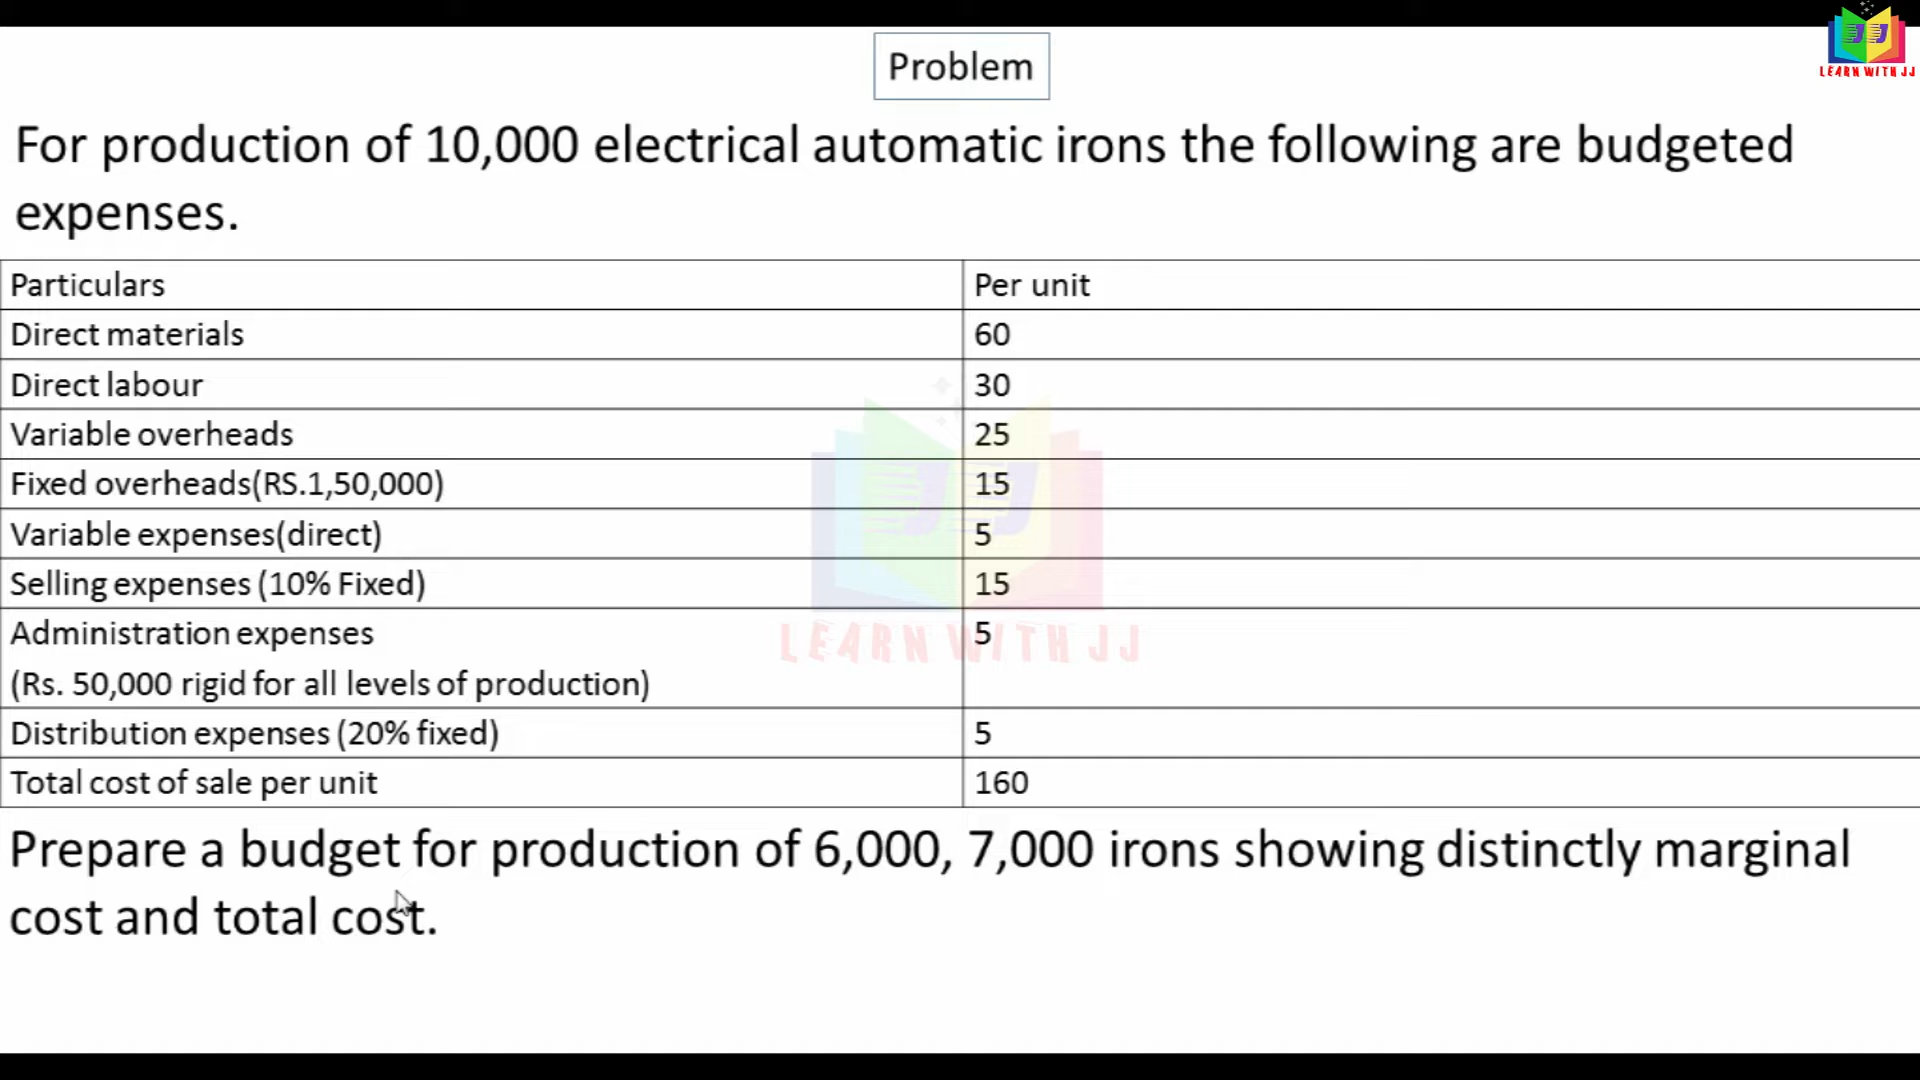 Problem
LEARN WITH JJ
For production of 10,000 electrical automatic irons the following are budgeted
expenses.
Particulars Per unit
Direct materials 60
Direct labour 30
Variable overheads 25
Fixed overheads(RS.1,50,000) 15
Variable expenses(direct) 5
Selling expenses (10% Fixed) 15
Administration expenses 5
(Rs. 50,000 rigid for all levels of production)
Distribution expenses (20% fixed) 5
Total cost of sale per unit 160
LEARN WITH JJ
Prepare a budget for production of 6,000, 7,000 irons showing distinctly marginal
cost and total cost.